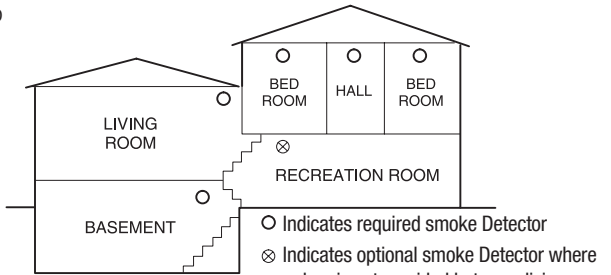 BED
ROOM
HALL
BED
ROOM
LIVING
ROOM
RECREATION ROOM
BASEMENT
Indicates required smoke Detector
Indicates optional smoke Detector where